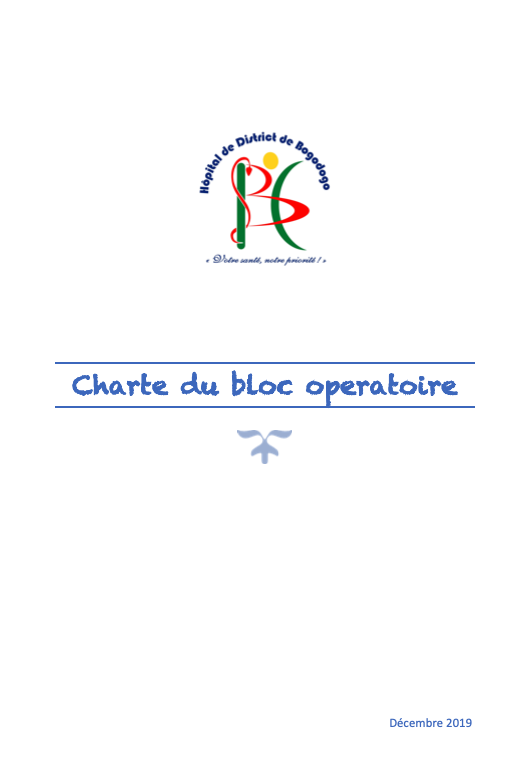 Hôpital de District de Bogodogo
« Votre santé, notre priorité ! »
Charte du bloc operatoire
Décembre 2019